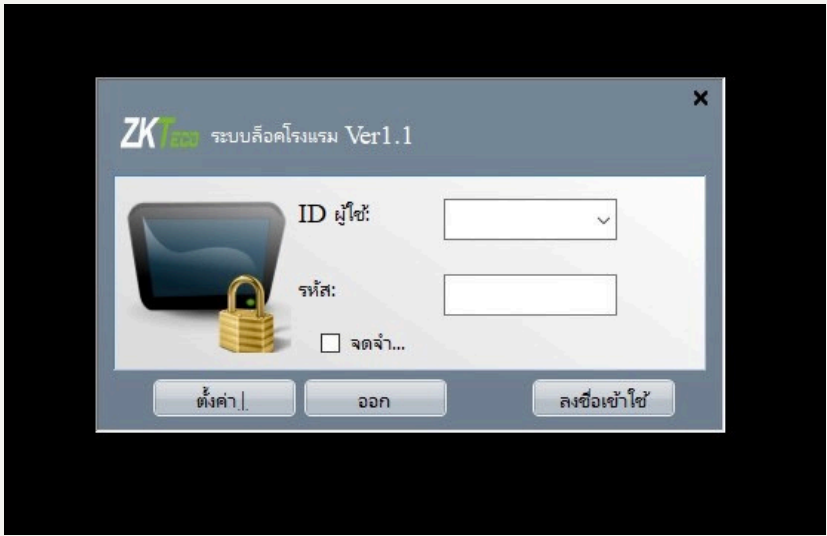 ZKTeco ระบบล็อคโรงแรม Ver1.1
ID ผู้ใช้:
รหัส:
จดจำ...
ตั้งค่า|. ออก ลงชื่อเข้าใช้